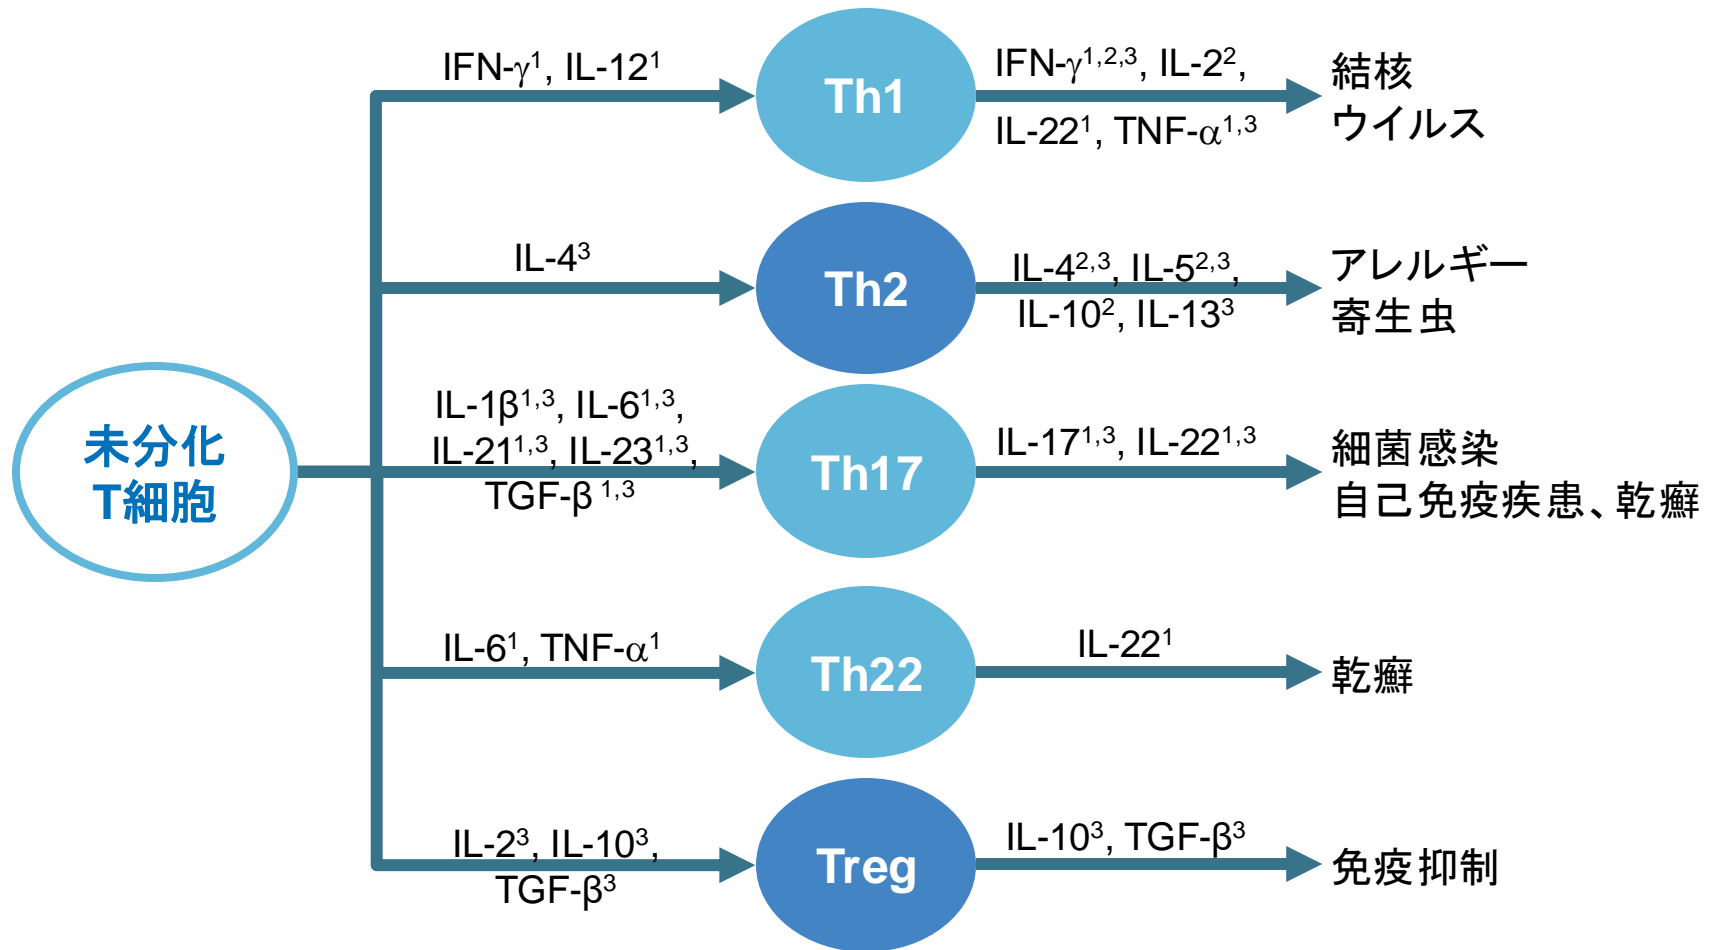 IFN-γ¹, IL-12¹
Th1
IFN-γ¹,²,³, IL-2²,
IL-22¹, TNF-α¹,³
結核
ウイルス
IL-4³
Th2
IL-4²,³, IL-5²,³,
IL-10², IL-13³
アレルギー
寄生虫
未分化
T細胞
IL-1β¹,³, IL-6¹,³,
IL-21¹,³, IL-23¹,³,
TGF-β ¹,³
Th17
IL-17¹,³, IL-22¹,³
細菌感染
自己免疫疾患、乾癬
IL-6¹, TNF-α¹
Th22
IL-22¹
乾癬
IL-2³, IL-10³,
TGF-β³
Treg
IL-10³, TGF-β³
免疫抑制